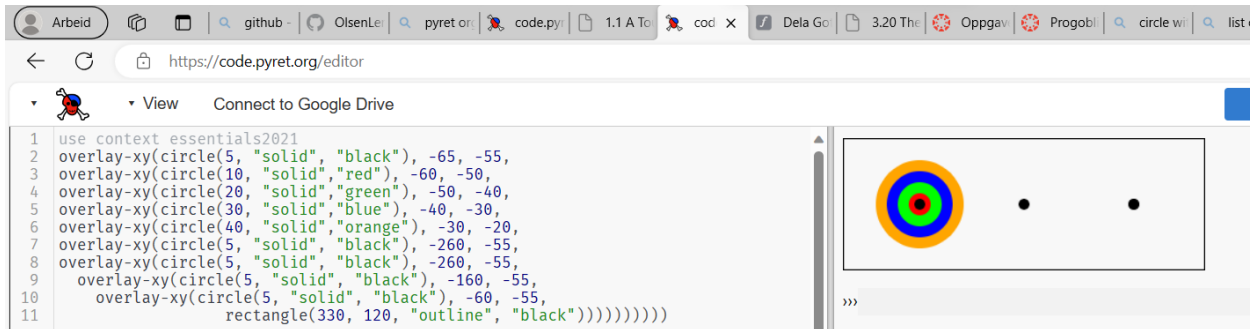 Arbeid github - OlsenLe pyret or code.pyr 1.1 A To cod Dela Go 3.20 The Oppgav Progobl circle wi list
https://code.pyret.org/editor
View Connect to Google Drive
1 use context essentials2021
2 overlay-xy(circle(5, "solid", "black"), -65, -55,
3 overlay-xy(circle(10, "solid","red"), -60, -50,
4 overlay-xy(circle(20, "solid","green"), -50, -40,
5 overlay-xy(circle(30, "solid","blue"), -40, -30,
6 overlay-xy(circle(40, "solid","orange"), -30, -20,
7 overlay-xy(circle(5, "solid", "black"), -260, -55,
8 overlay-xy(circle(5, "solid", "black"), -260, -55,
9 overlay-xy(circle(5, "solid", "black"), -160, -55,
10 overlay-xy(circle(5, "solid", "black"), -60, -55,
11 rectangle(330, 120, "outline", "black"))))))))))
›››